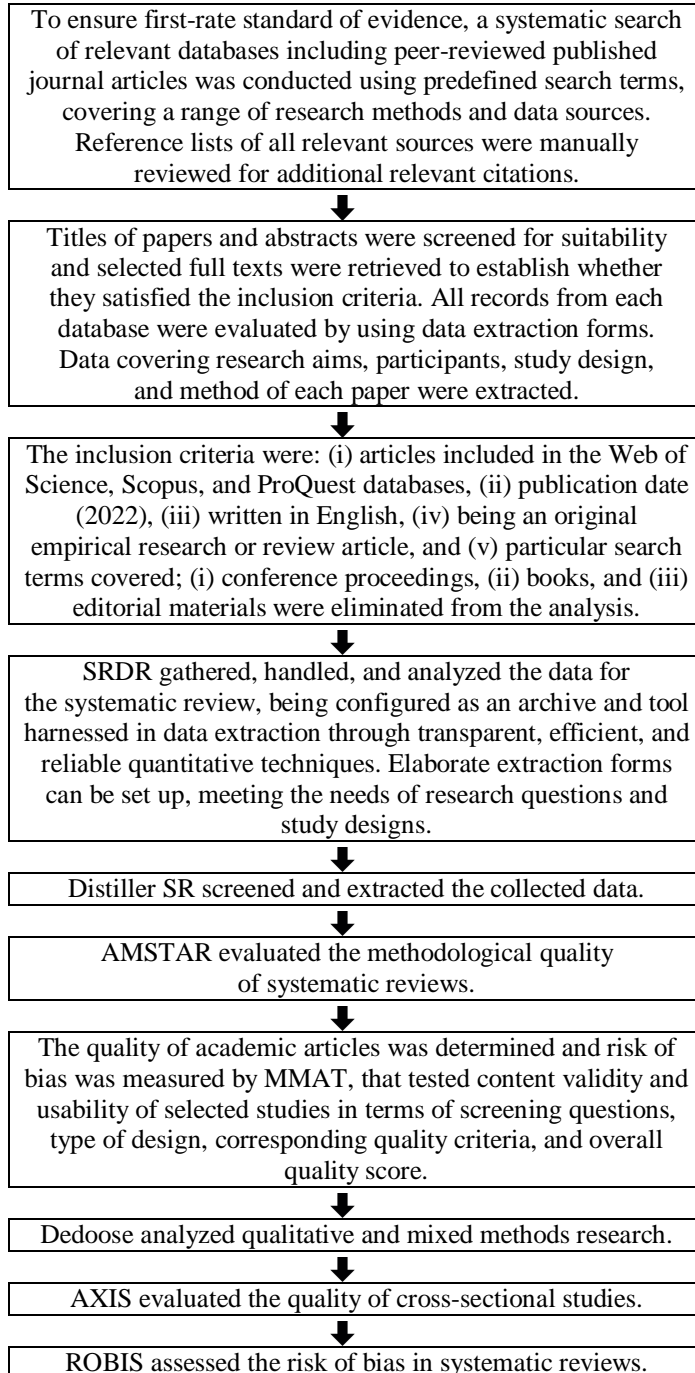 To ensure first-rate standard of evidence, a systematic search
of relevant databases including peer-reviewed published
journal articles was conducted using predefined search terms,
covering a range of research methods and data sources.
Reference lists of all relevant sources were manually
reviewed for additional relevant citations.
Titles of papers and abstracts were screened for suitability
and selected full texts were retrieved to establish whether
they satisfied the inclusion criteria. All records from each
database were evaluated by using data extraction forms.
Data covering research aims, participants, study design,
and method of each paper were extracted.
The inclusion criteria were: (i) articles included in the Web of
Science, Scopus, and ProQuest databases, (ii) publication date
(2022), (iii) written in English, (iv) being an original
empirical research or review article, and (v) particular search
terms covered; (i) conference proceedings, (ii) books, and (iii)
editorial materials were eliminated from the analysis.
SRDR gathered, handled, and analyzed the data for
the systematic review, being configured as an archive and tool
harnessed in data extraction through transparent, efficient, and
reliable quantitative techniques. Elaborate extraction forms
can be set up, meeting the needs of research questions and
study designs.
Distiller SR screened and extracted the collected data.
AMSTAR evaluated the methodological quality
of systematic reviews.
The quality of academic articles was determined and risk of
bias was measured by MMAT, that tested content validity and
usability of selected studies in terms of screening questions,
type of design, corresponding quality criteria, and overall
quality score.
Dedoose analyzed qualitative and mixed methods research.
AXIS evaluated the quality of cross-sectional studies.
ROBIS assessed the risk of bias in systematic reviews.